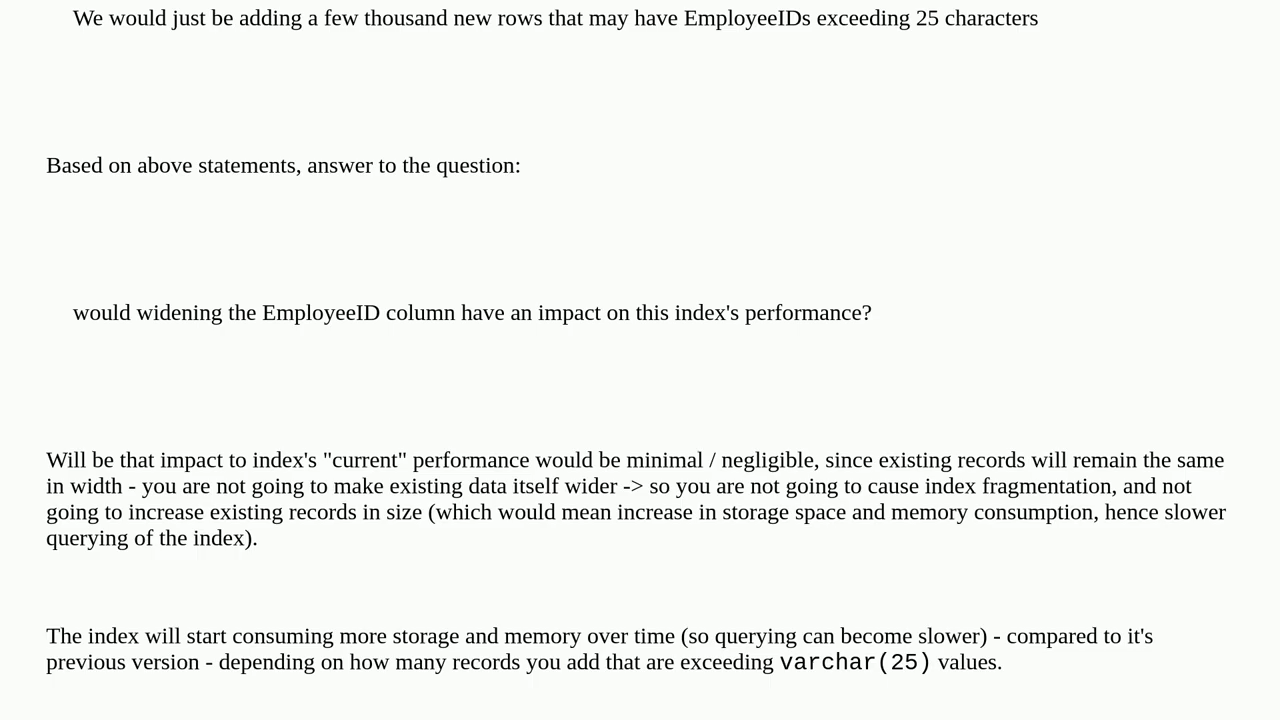 We would just be adding a few thousand new rows that may have EmployeeIDs exceeding 25 characters
Based on above statements, answer to the question:
would widening the EmployeeID column have an impact on this index's performance?
Will be that impact to index's "current" performance would be minimal / negligible, since existing records will remain the same
in width - you are not going to make existing data itself wider -> so you are not going to cause index fragmentation, and not
going to increase existing records in size (which would mean increase in storage space and memory consumption, hence slower
querying of the index).
The index will start consuming more storage and memory over time (so querying can become slower) - compared to it's
previous version - depending on how many records you add that are exceeding varchar(25) values.